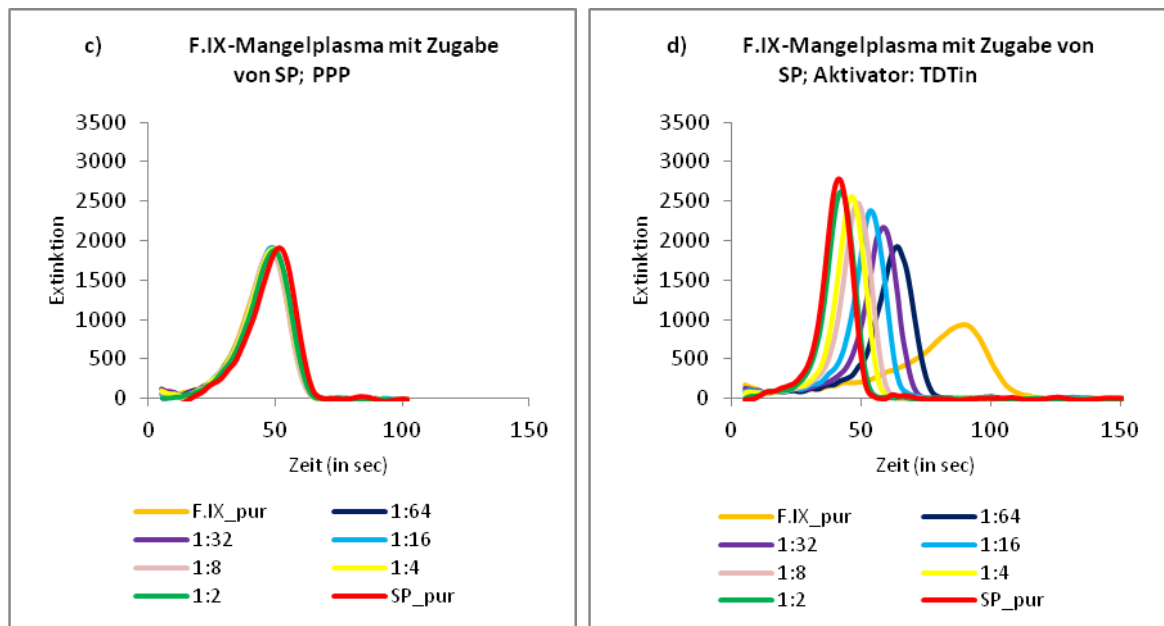 c) F.IX-Mangelplasma mit Zugabe
von SP; PPP
3500
3000
2500
2000
1500
1000
500
0
Extinktion
0 50 100 150
Zeit (in sec)
F.IX_pur 1:64
1:32 1:16
1:8 1:4
1:2 SP_pur
d) F.IX-Mangelplasma mit Zugabe von
SP; Aktivator: TDTin
3500
3000
2500
2000
1500
1000
500
0
Extinktion
0 50 100 150
Zeit (in sec)
F.IX_pur 1:64
1:32 1:16
1:8 1:4
1:2 SP_pur